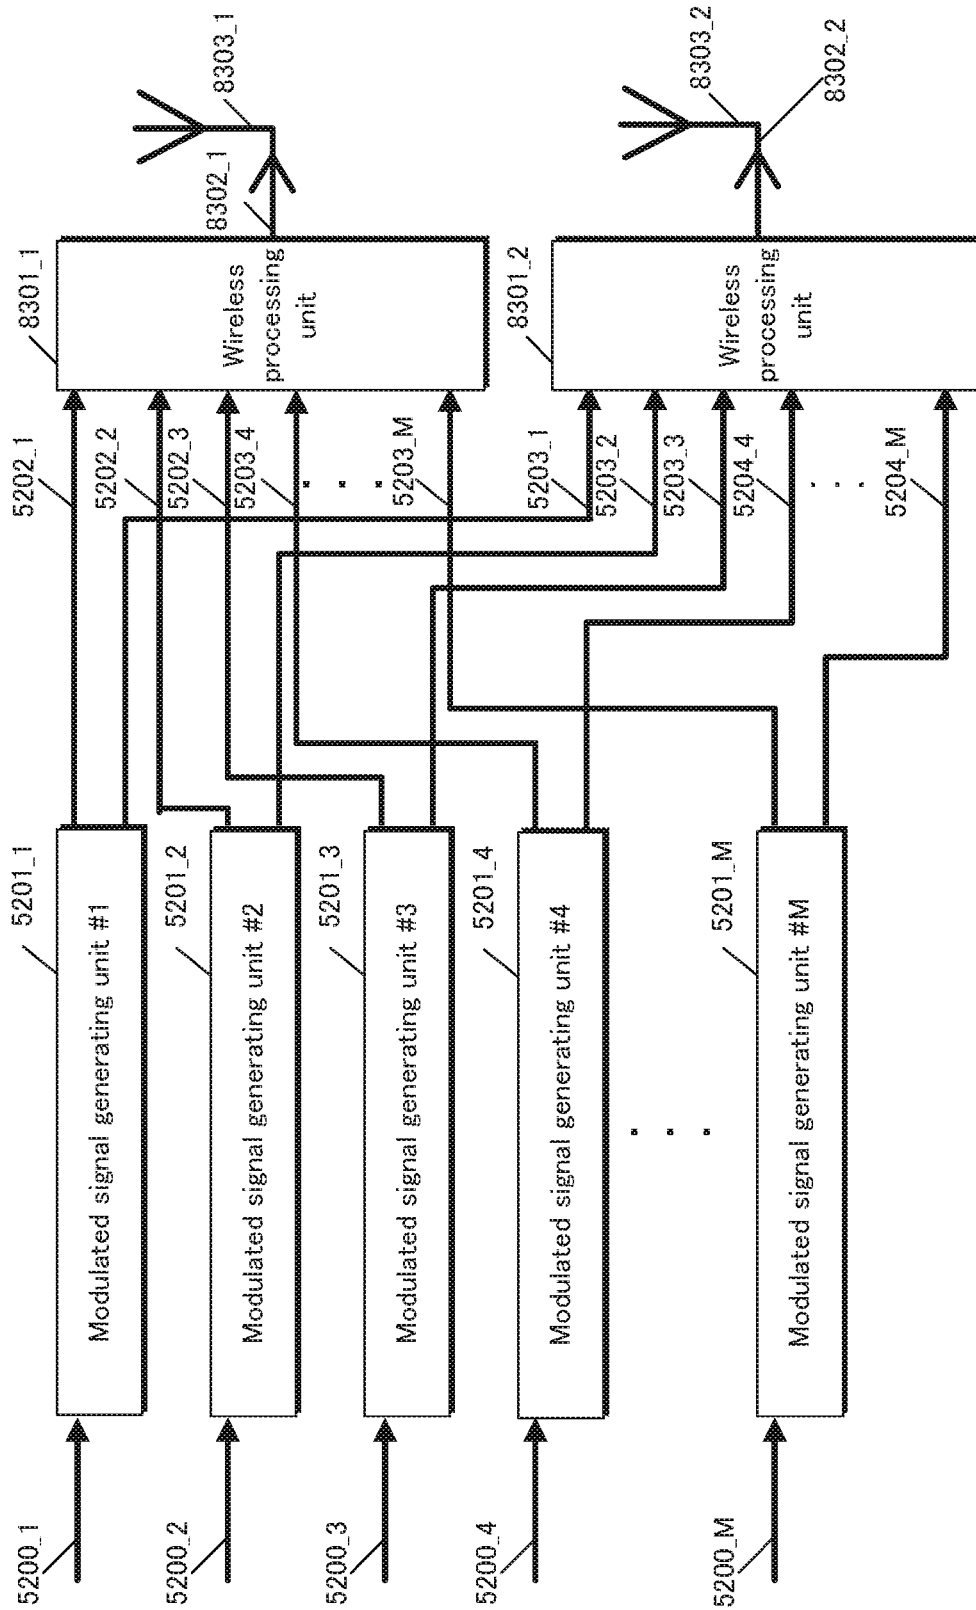 5200_1
5201_1
Modulated signal generating unit #1
5200_2
5201_2
Modulated signal generating unit #2
5200_3
5201_3
Modulated signal generating unit #3
5200_4
5201_4
Modulated signal generating unit #4
. . .
5200_M
5201_M
Modulated signal generating unit #M
5202_1
5202_2
5202_3
5203_4
. . .
5203_M
5203_1
5203_2
5203_3
5204_4
. . .
5204_M
8301_1
Wireless
processing
unit
8302_1
8303_1
8301_2
Wireless
processing
unit
8303_2
8302_2